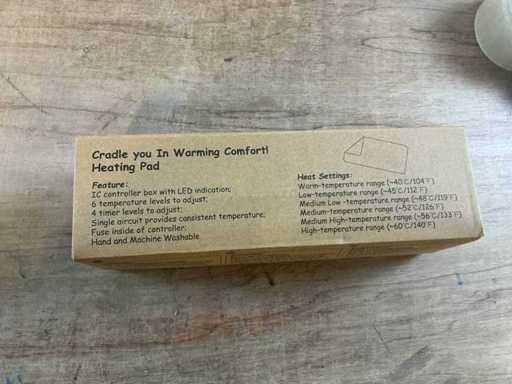 Cradle you In Warming Comfort!
Heating Pad
Feature:
IC controller box with LED indication;
6 temperature levels to adjust;
4 timer levels to adjust;
Single aircuit provides consistent temperature;
Fuse inside of controller;
Hand and Machine Washable
Heat Settings:
Warm-temperature range (~40℃/104℉)
Low-temperature range (~45℃/112℉)
Medium Low -temperature range (~48℃/119℉)
Medium-temperature range (~52℃/126℉)
Medium High-temperature range (~56℃/133℉)
High-temperature range (~60℃/140℉)